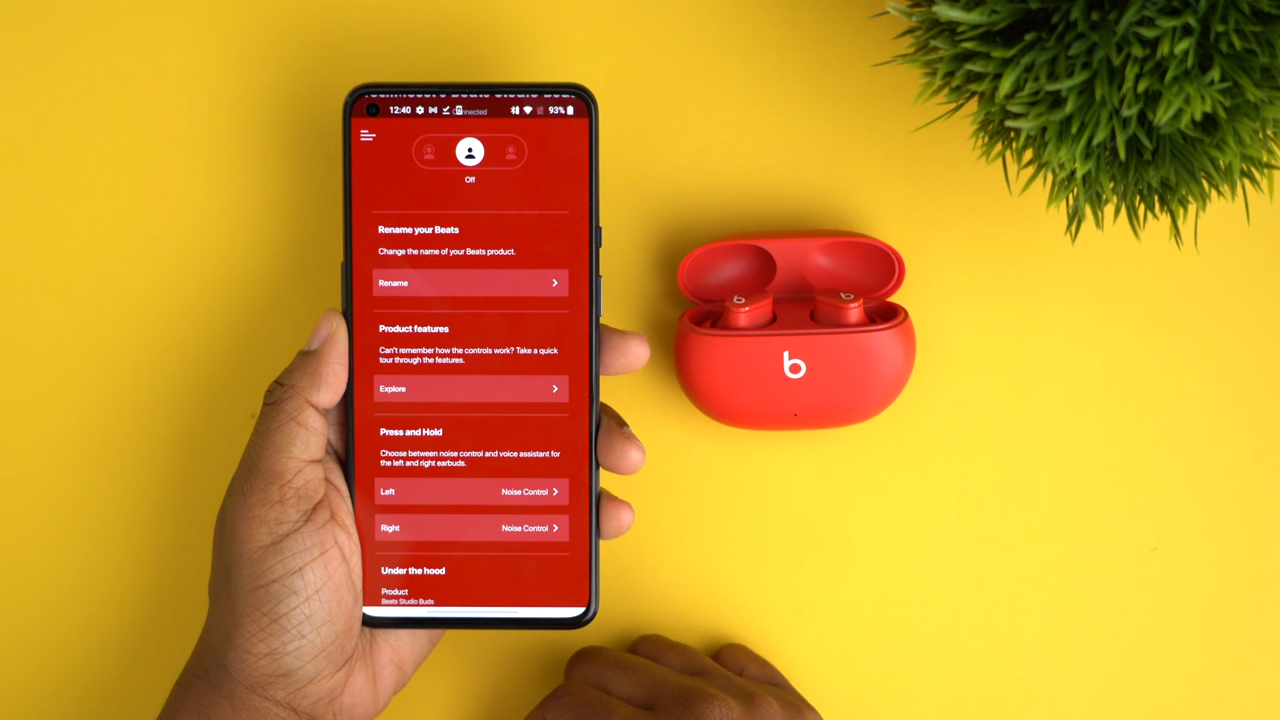 Beats Studio Buds
12:40 93%
Off
Rename your Beats
Change the name of your Beats product.
Rename
Product features
Can't remember how the controls work? Take a quick
tour through the features.
Explore
Press and Hold
Choose between noise control and voice assistant for
the left and right earbuds.
Left Noise Control
Right Noise Control
Under the hood
Product
Beats Studio Buds
b
b
b